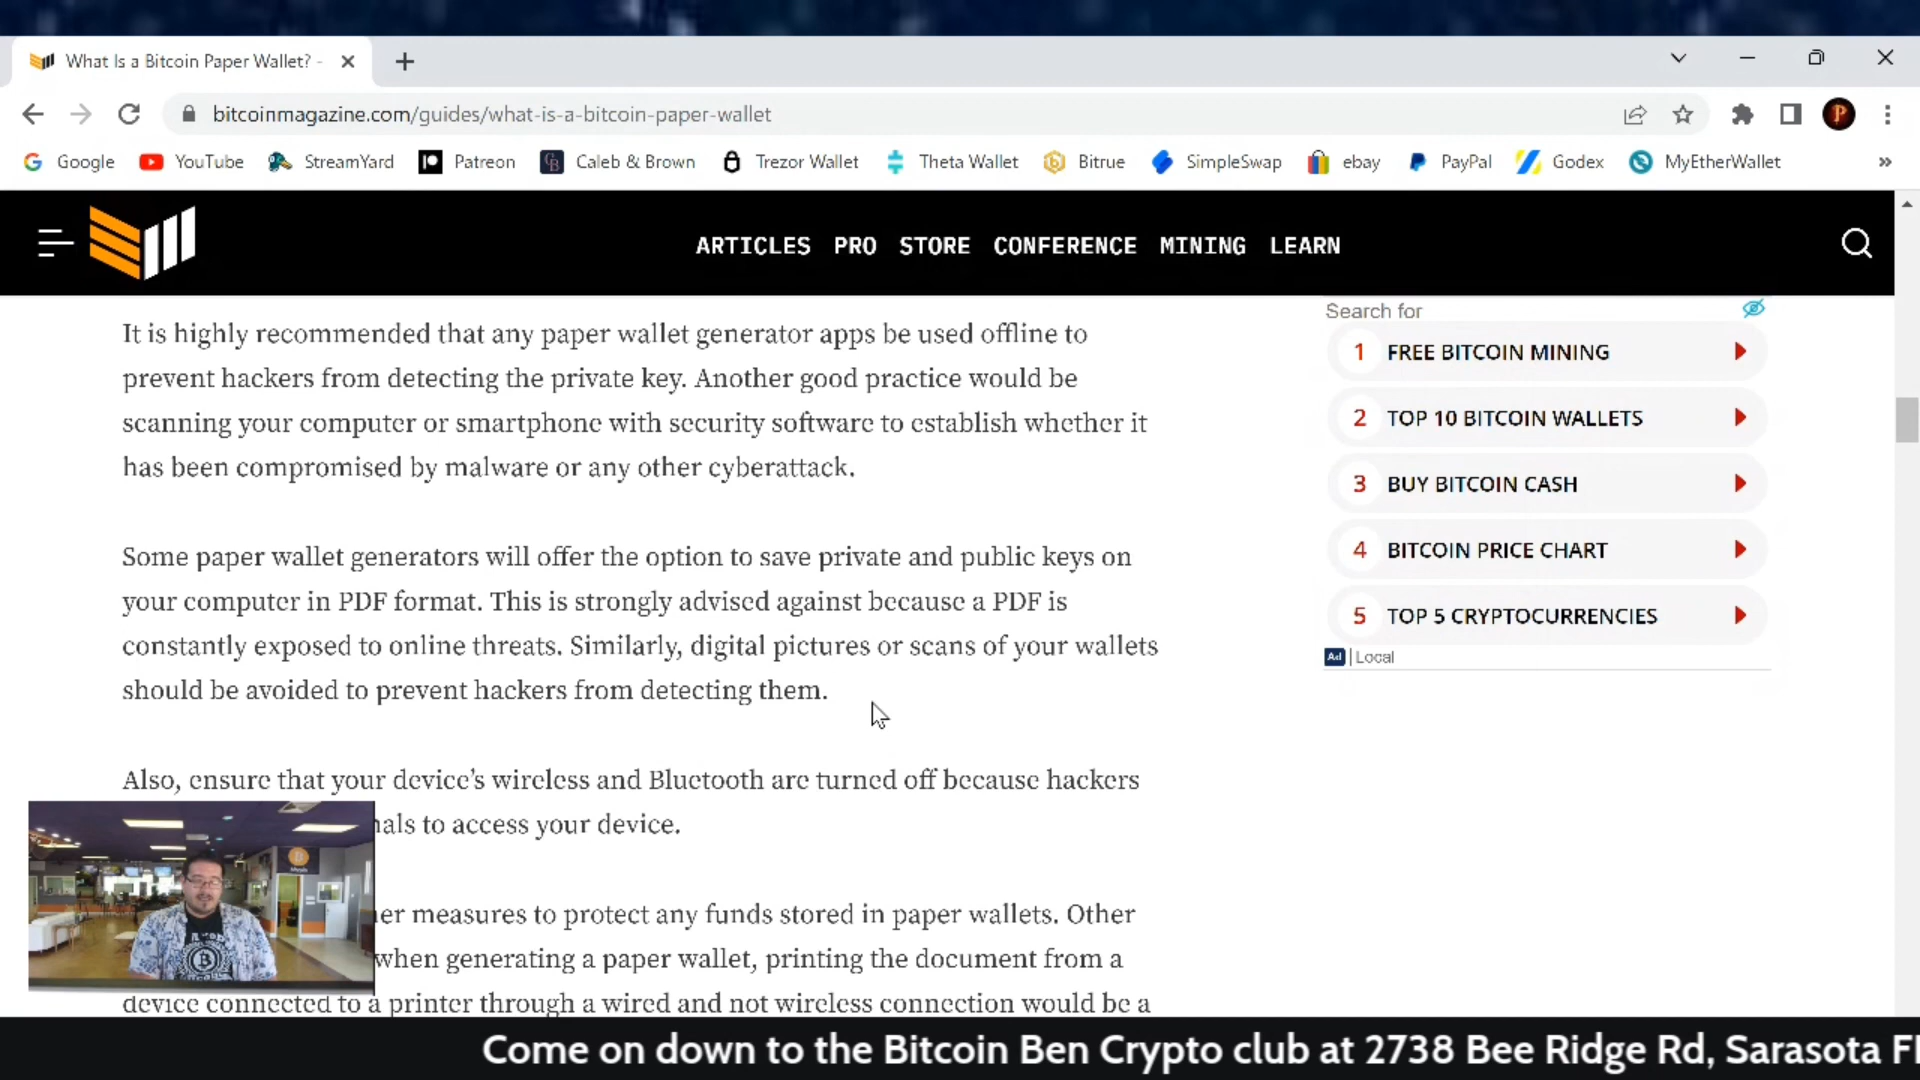 What Is a Bitcoin Paper Wallet? -
bitcoinmagazine.com/guides/what-is-a-bitcoin-paper-wallet
Google YouTube StreamYard Patreon Caleb & Brown Trezor Wallet Theta Wallet Bitrue SimpleSwap ebay PayPal Godex MyEtherWallet
ARTICLES PRO STORE CONFERENCE MINING LEARN
It is highly recommended that any paper wallet generator apps be used offline to
prevent hackers from detecting the private key. Another good practice would be
scanning your computer or smartphone with security software to establish whether it
has been compromised by malware or any other cyberattack.
Some paper wallet generators will offer the option to save private and public keys on
your computer in PDF format. This is strongly advised against because a PDF is
constantly exposed to online threats. Similarly, digital pictures or scans of your wallets
should be avoided to prevent hackers from detecting them.
Also, ensure that your device’s wireless and Bluetooth are turned off because hackers
nals to access your device.
er measures to protect any funds stored in paper wallets. Other
when generating a paper wallet, printing the document from a
device connected to a printer through a wired and not wireless connection would be a
Search for
1 FREE BITCOIN MINING
2 TOP 10 BITCOIN WALLETS
3 BUY BITCOIN CASH
4 BITCOIN PRICE CHART
5 TOP 5 CRYPTOCURRENCIES
Ad | Local
Come on down to the Bitcoin Ben Crypto club at 2738 Bee Ridge Rd, Sarasota Fl